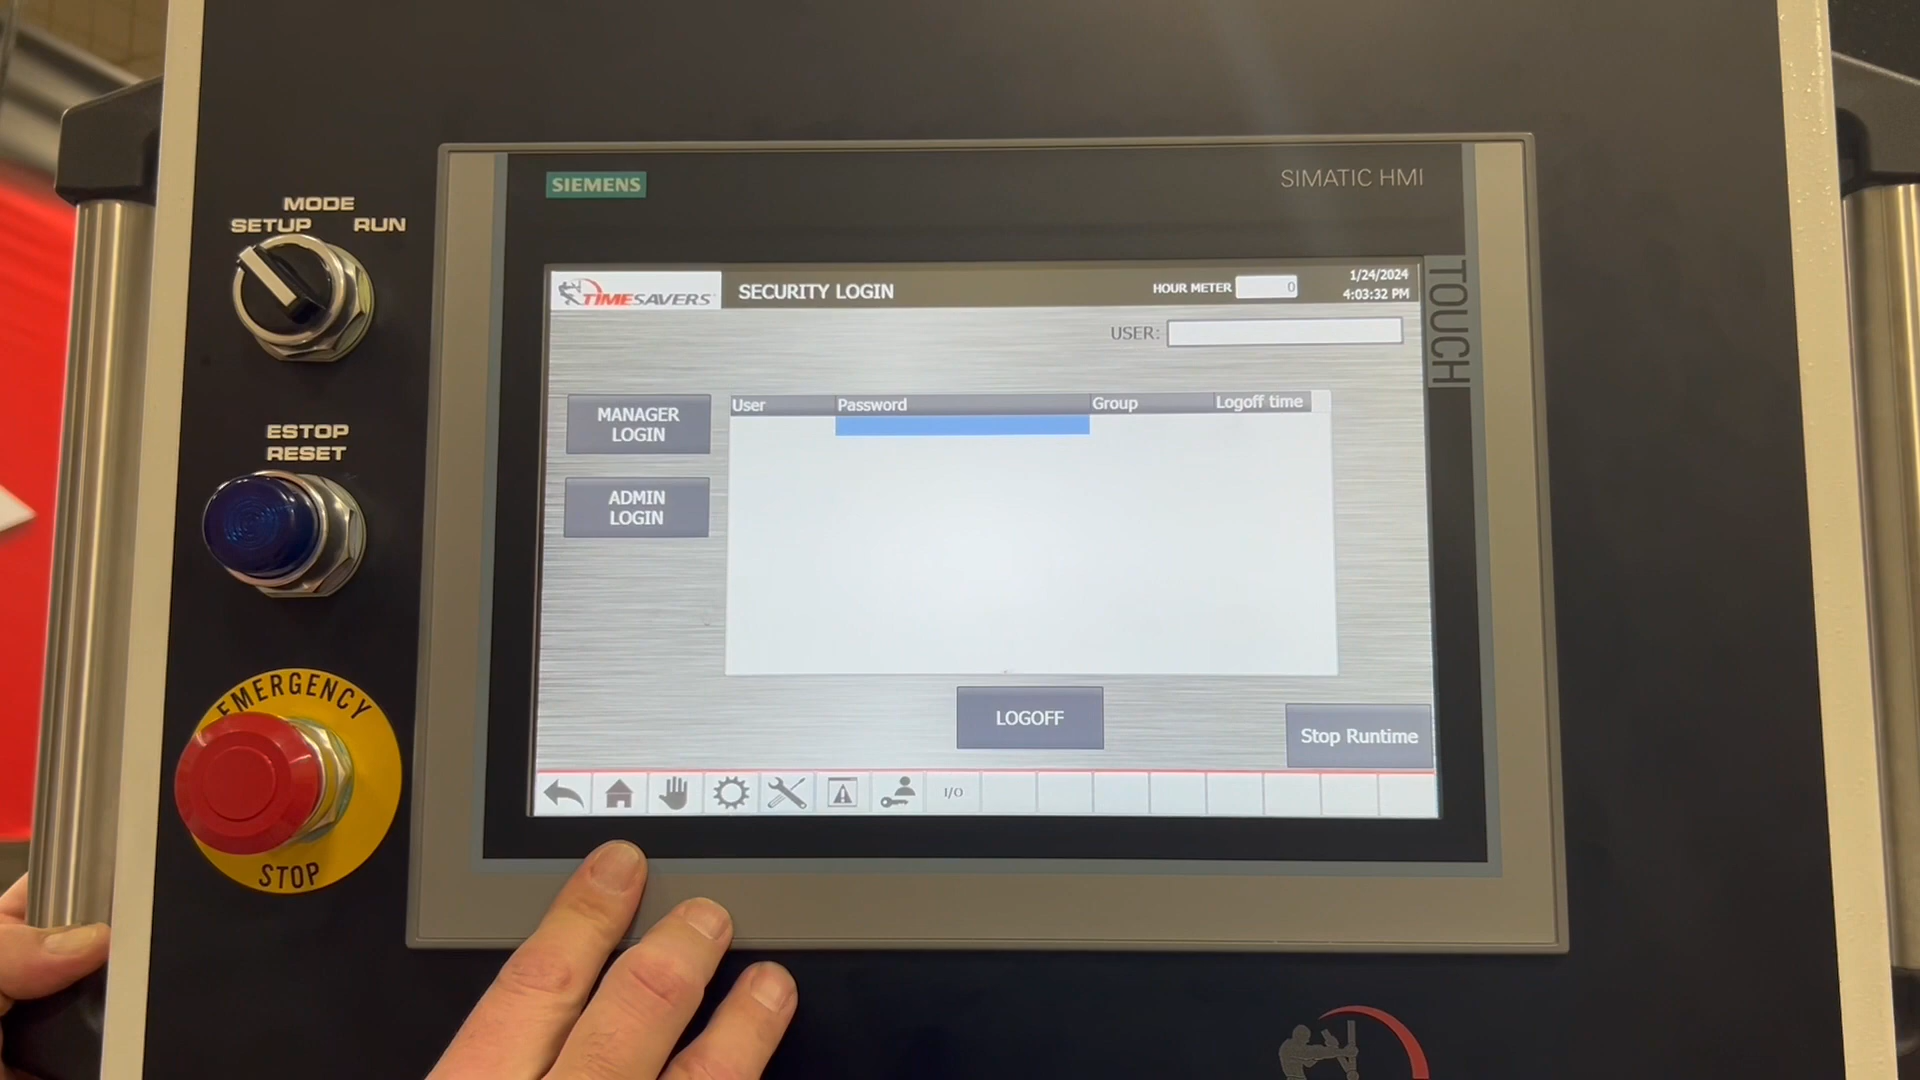 MODE
SETUP RUN
ESTOP
RESET
EMERGENCY
STOP
SIEMENS
SIMATIC HMI
TOUCH
TIMESAVERS
SECURITY LOGIN
HOUR METER 0
1/24/2024
4:03:32 PM
USER:
MANAGER
LOGIN
ADMIN
LOGIN
User Password Group Logoff time
LOGOFF
Stop Runtime
I/O